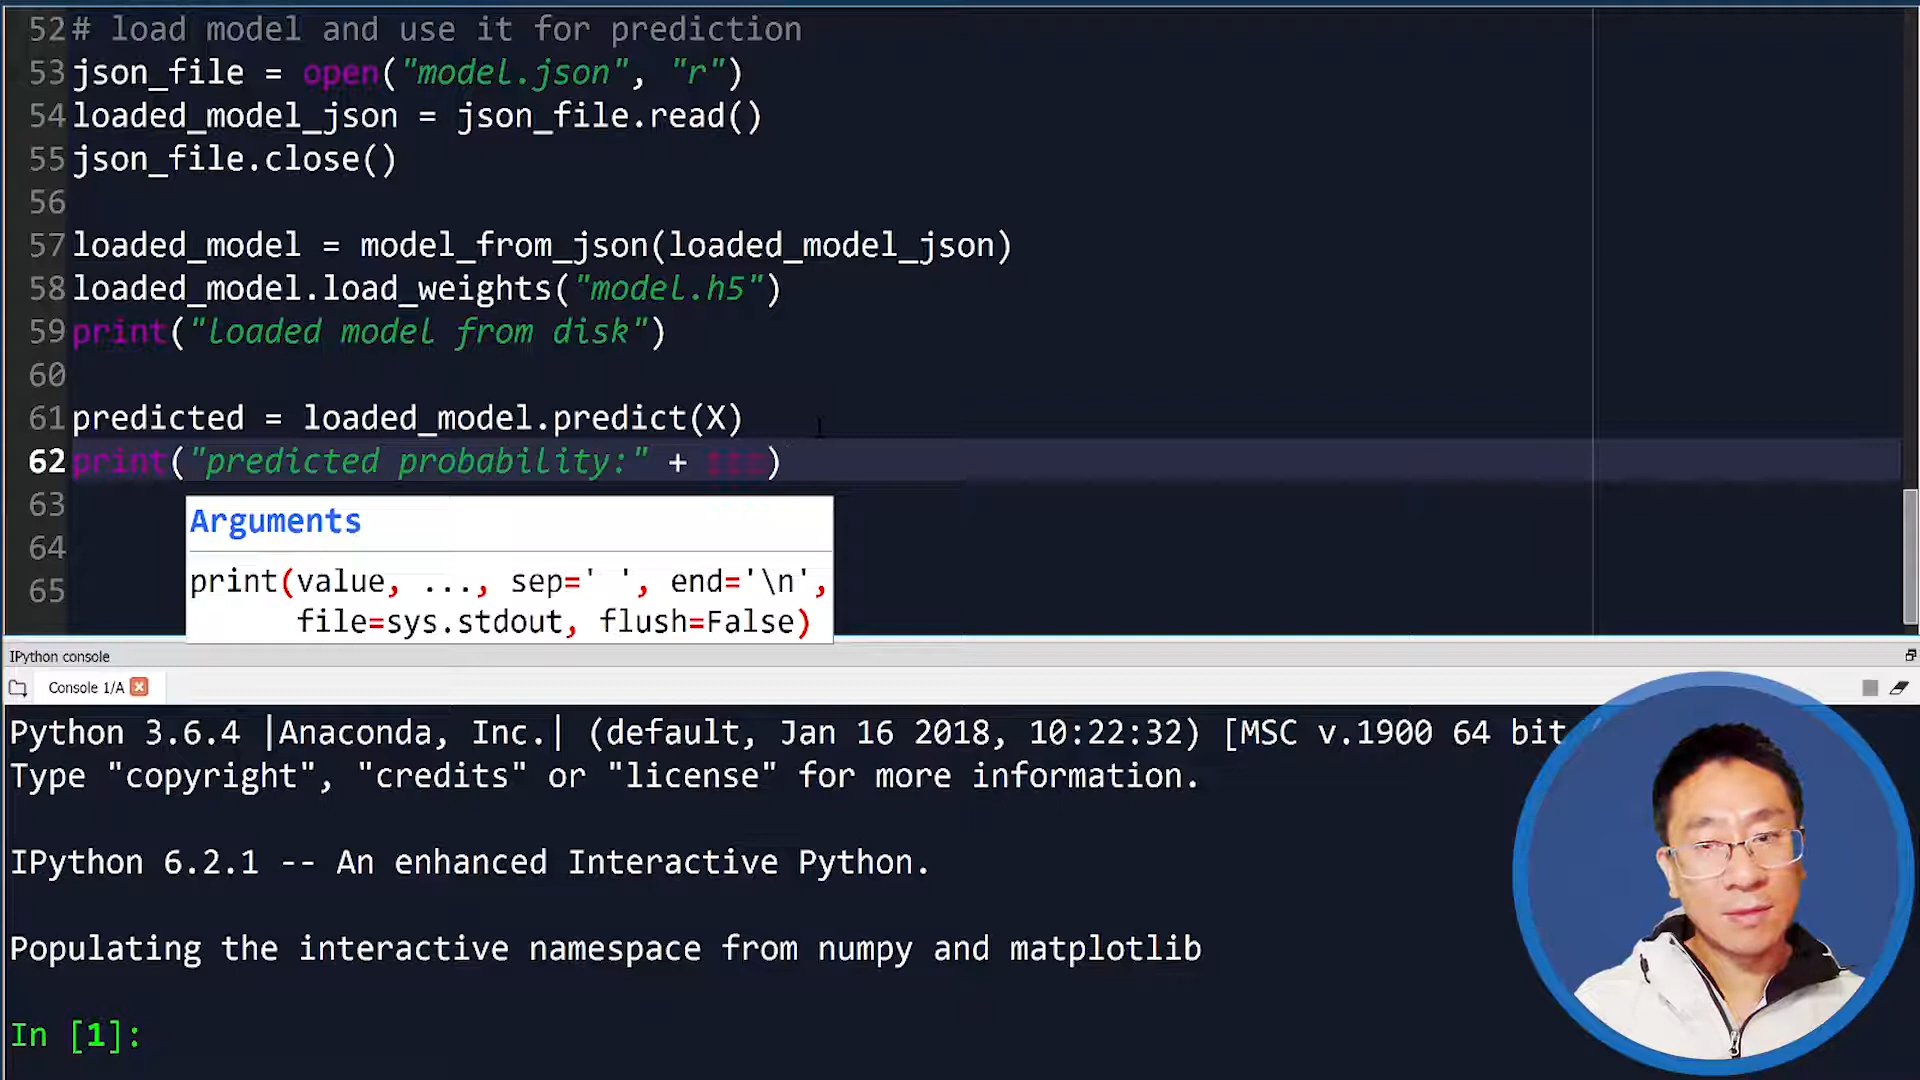 52 # load model and use it for prediction
53 json_file = open("model.json", "r")
54 loaded_model_json = json_file.read()
55 json_file.close()
56
57 loaded_model = model_from_json(loaded_model_json)
58 loaded_model.load_weights("model.h5")
59 print("loaded model from disk")
60
61 predicted = loaded_model.predict(X)
62 print("predicted probability:" + )
63
64
65
Arguments
print(value, ..., sep=' ', end='\n',
file=sys.stdout, flush=False)
IPython console
Console 1/A
Python 3.6.4 |Anaconda, Inc.| (default, Jan 16 2018, 10:22:32) [MSC v.1900 64 bit
Type "copyright", "credits" or "license" for more information.
IPython 6.2.1 -- An enhanced Interactive Python.
Populating the interactive namespace from numpy and matplotlib
In [1]: